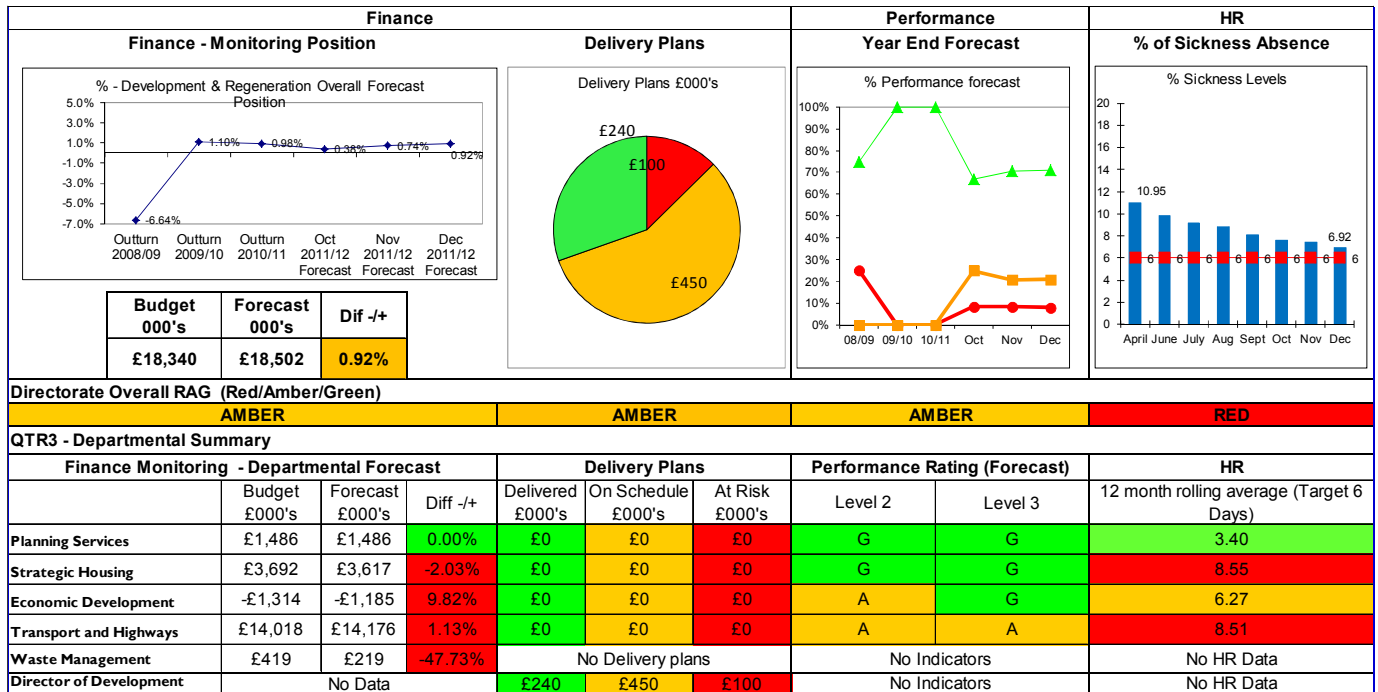 Finance Performance HR
Finance - Monitoring Position Delivery Plans Year End Forecast % of Sickness Absence
% - Development & Regeneration Overall Forecast
Position
5.0%
3.0%
1.0%
-1.0%
-3.0%
-5.0%
-7.0%
-6.64%
1.10%
0.98%
0.38%
0.74%
0.92%
Outturn Outturn Outturn Oct Nov Dec
2008/09 2009/10 2010/11 2011/12 2011/12 2011/12
Forecast Forecast Forecast
Budget Forecast Dif -/+
000's 000's
£18,340 £18,502 0.92%
Delivery Plans £000's
£240
£100
£450
% Performance forecast
100%
90%
80%
70%
60%
50%
40%
30%
20%
10%
0%
08/09 09/10 10/11 Oct Nov Dec
% Sickness Levels
20
18
16
14
12
10
8
6
4
2
0
10.95
6.92
6 6 6 6 6 6 6 6
April June July Aug Sept Oct Nov Dec
Directorate Overall RAG (Red/Amber/Green)
AMBER AMBER AMBER RED
QTR3 - Departmental Summary
Finance Monitoring - Departmental Forecast Delivery Plans Performance Rating (Forecast) HR
Budget Forecast Diff -/+ Delivered On Schedule At Risk Level 2 Level 3 12 month rolling average (Target 6
£000's £000's £000's £000's £000's Days)
Planning Services £1,486 £1,486 0.00% £0 £0 £0 G G 3.40
Strategic Housing £3,692 £3,617 -2.03% £0 £0 £0 G G 8.55
Economic Development -£1,314 -£1,185 9.82% £0 £0 £0 A G 6.27
Transport and Highways £14,018 £14,176 1.13% £0 £0 £0 A A 8.51
Waste Management £419 £219 -47.73% No Delivery plans No Indicators No HR Data
Director of Development No Data £240 £450 £100 No Indicators No HR Data